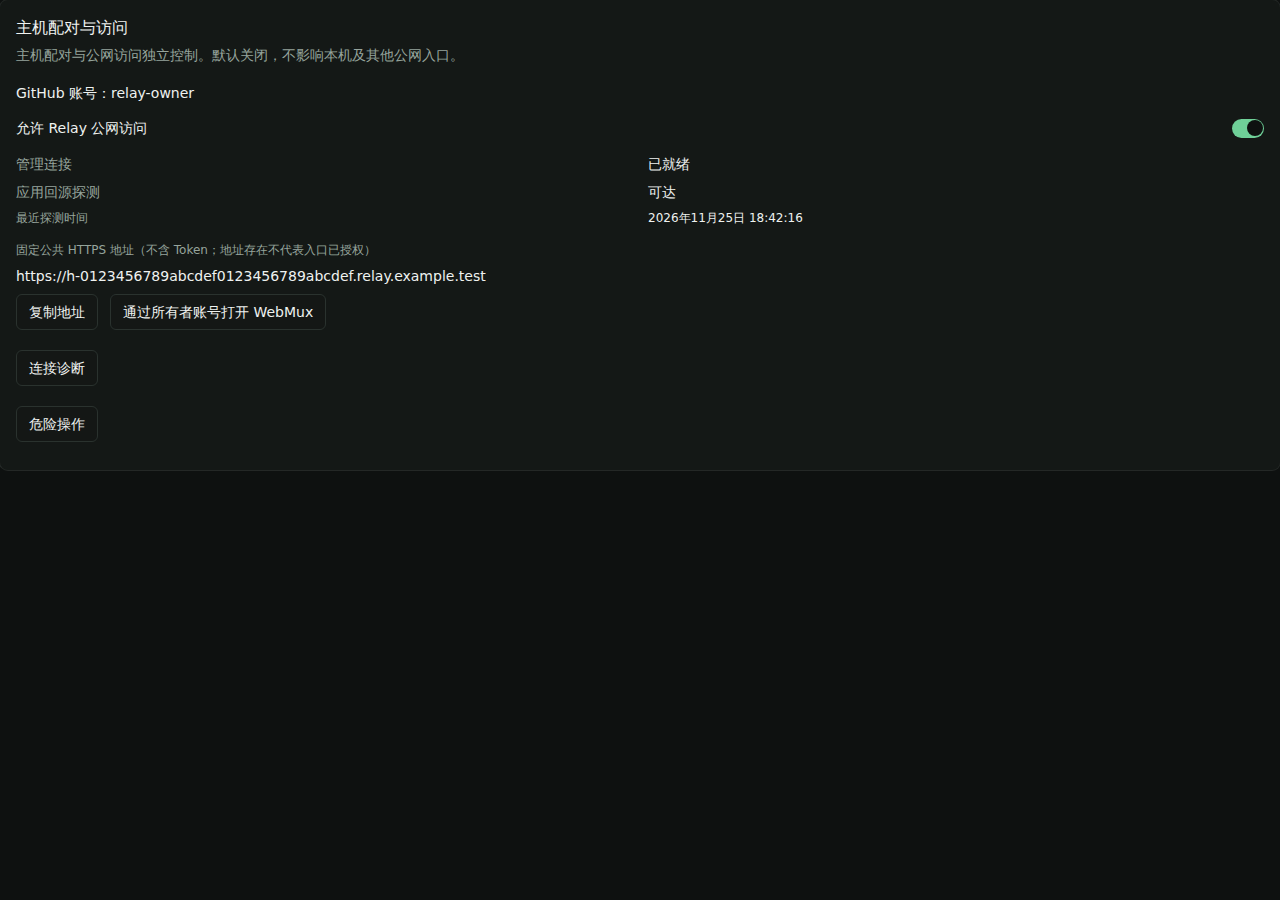 主机配对与访问
主机配对与公网访问独立控制。默认关闭，不影响本机及其他公网入口。
GitHub 账号：relay-owner
允许 Relay 公网访问
管理连接 已就绪
应用回源探测 可达
最近探测时间 2026年11月25日 18:42:16
固定公共 HTTPS 地址（不含 Token；地址存在不代表入口已授权）
https://h-0123456789abcdef0123456789abcdef.relay.example.test
复制地址 通过所有者账号打开 WebMux
连接诊断
危险操作